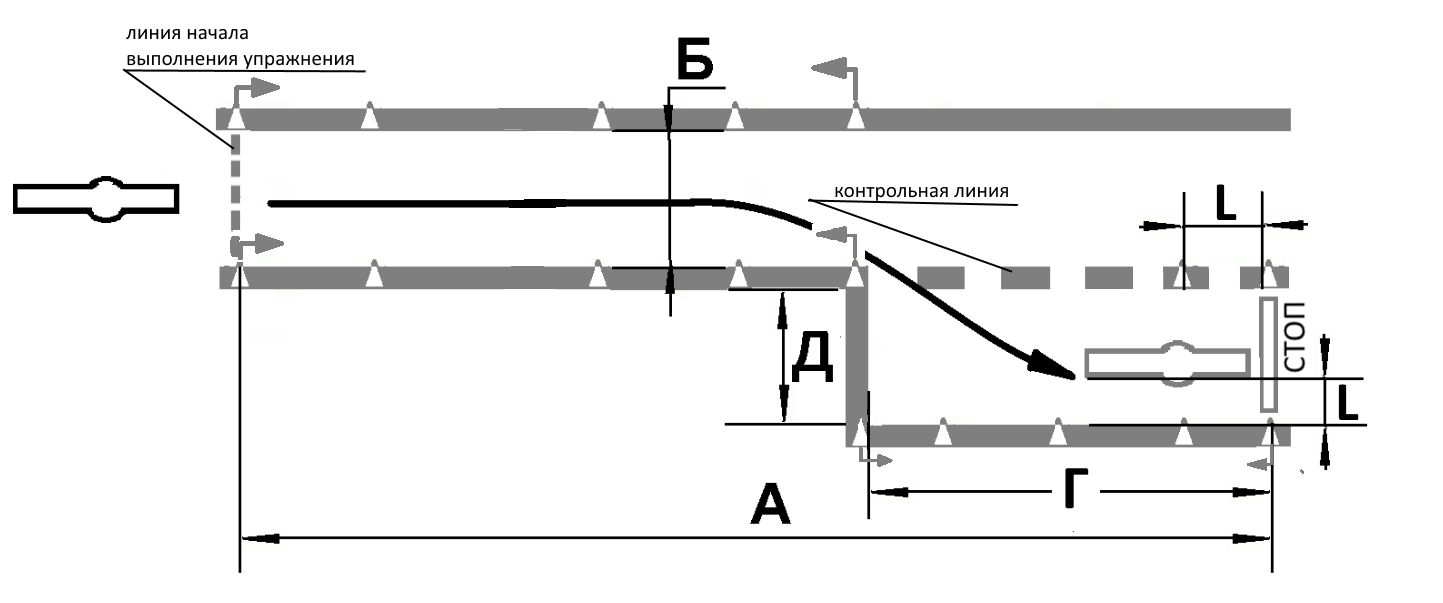 линия начала
выполнения упражнения
Б
контрольная линия
L
Д
СТОП
L
Г
А